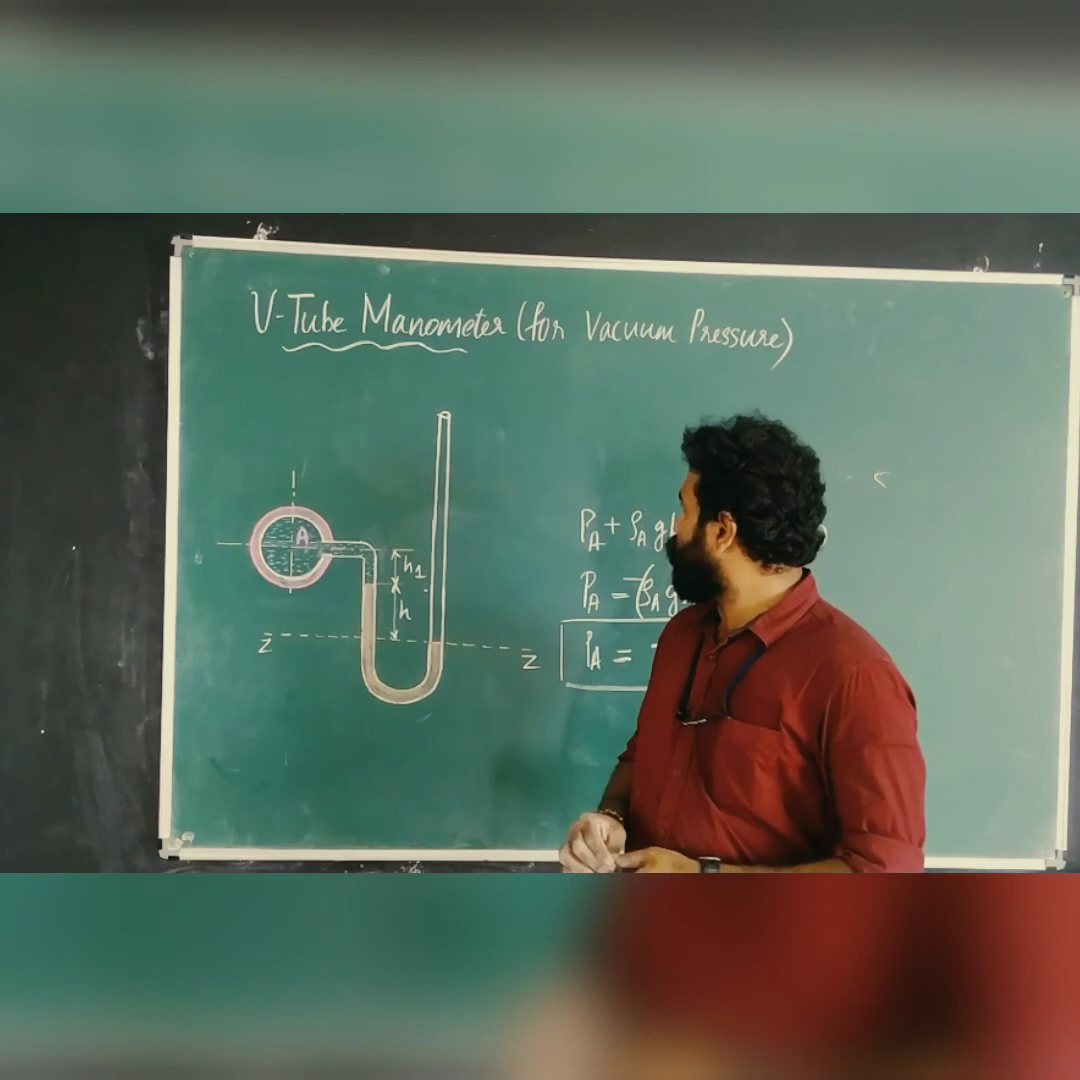 U-Tube Manometer (for Vacuum Pressure)
A
h1
h
Z
Z
PA + ρA g
PA = -(ρA g
PA = -